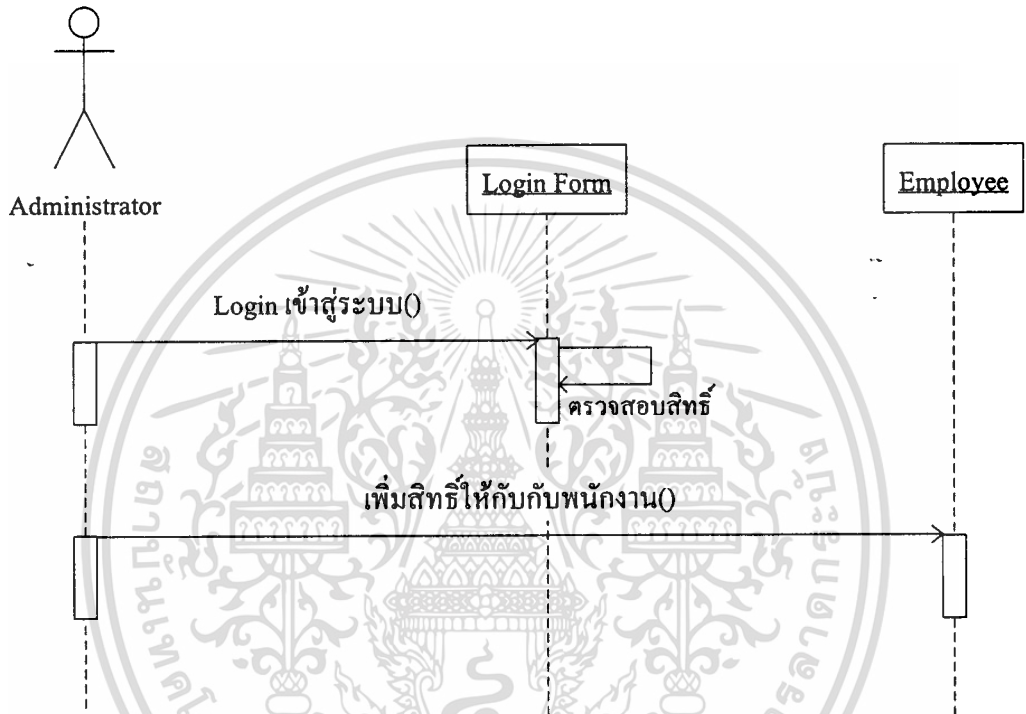 Login Form
Employee
Administrator
Login เข้าสู่ระบบ()
ตรวจสอบสิทธิ์
เพิ่มสิทธิ์ให้กับกับพนักงาน()